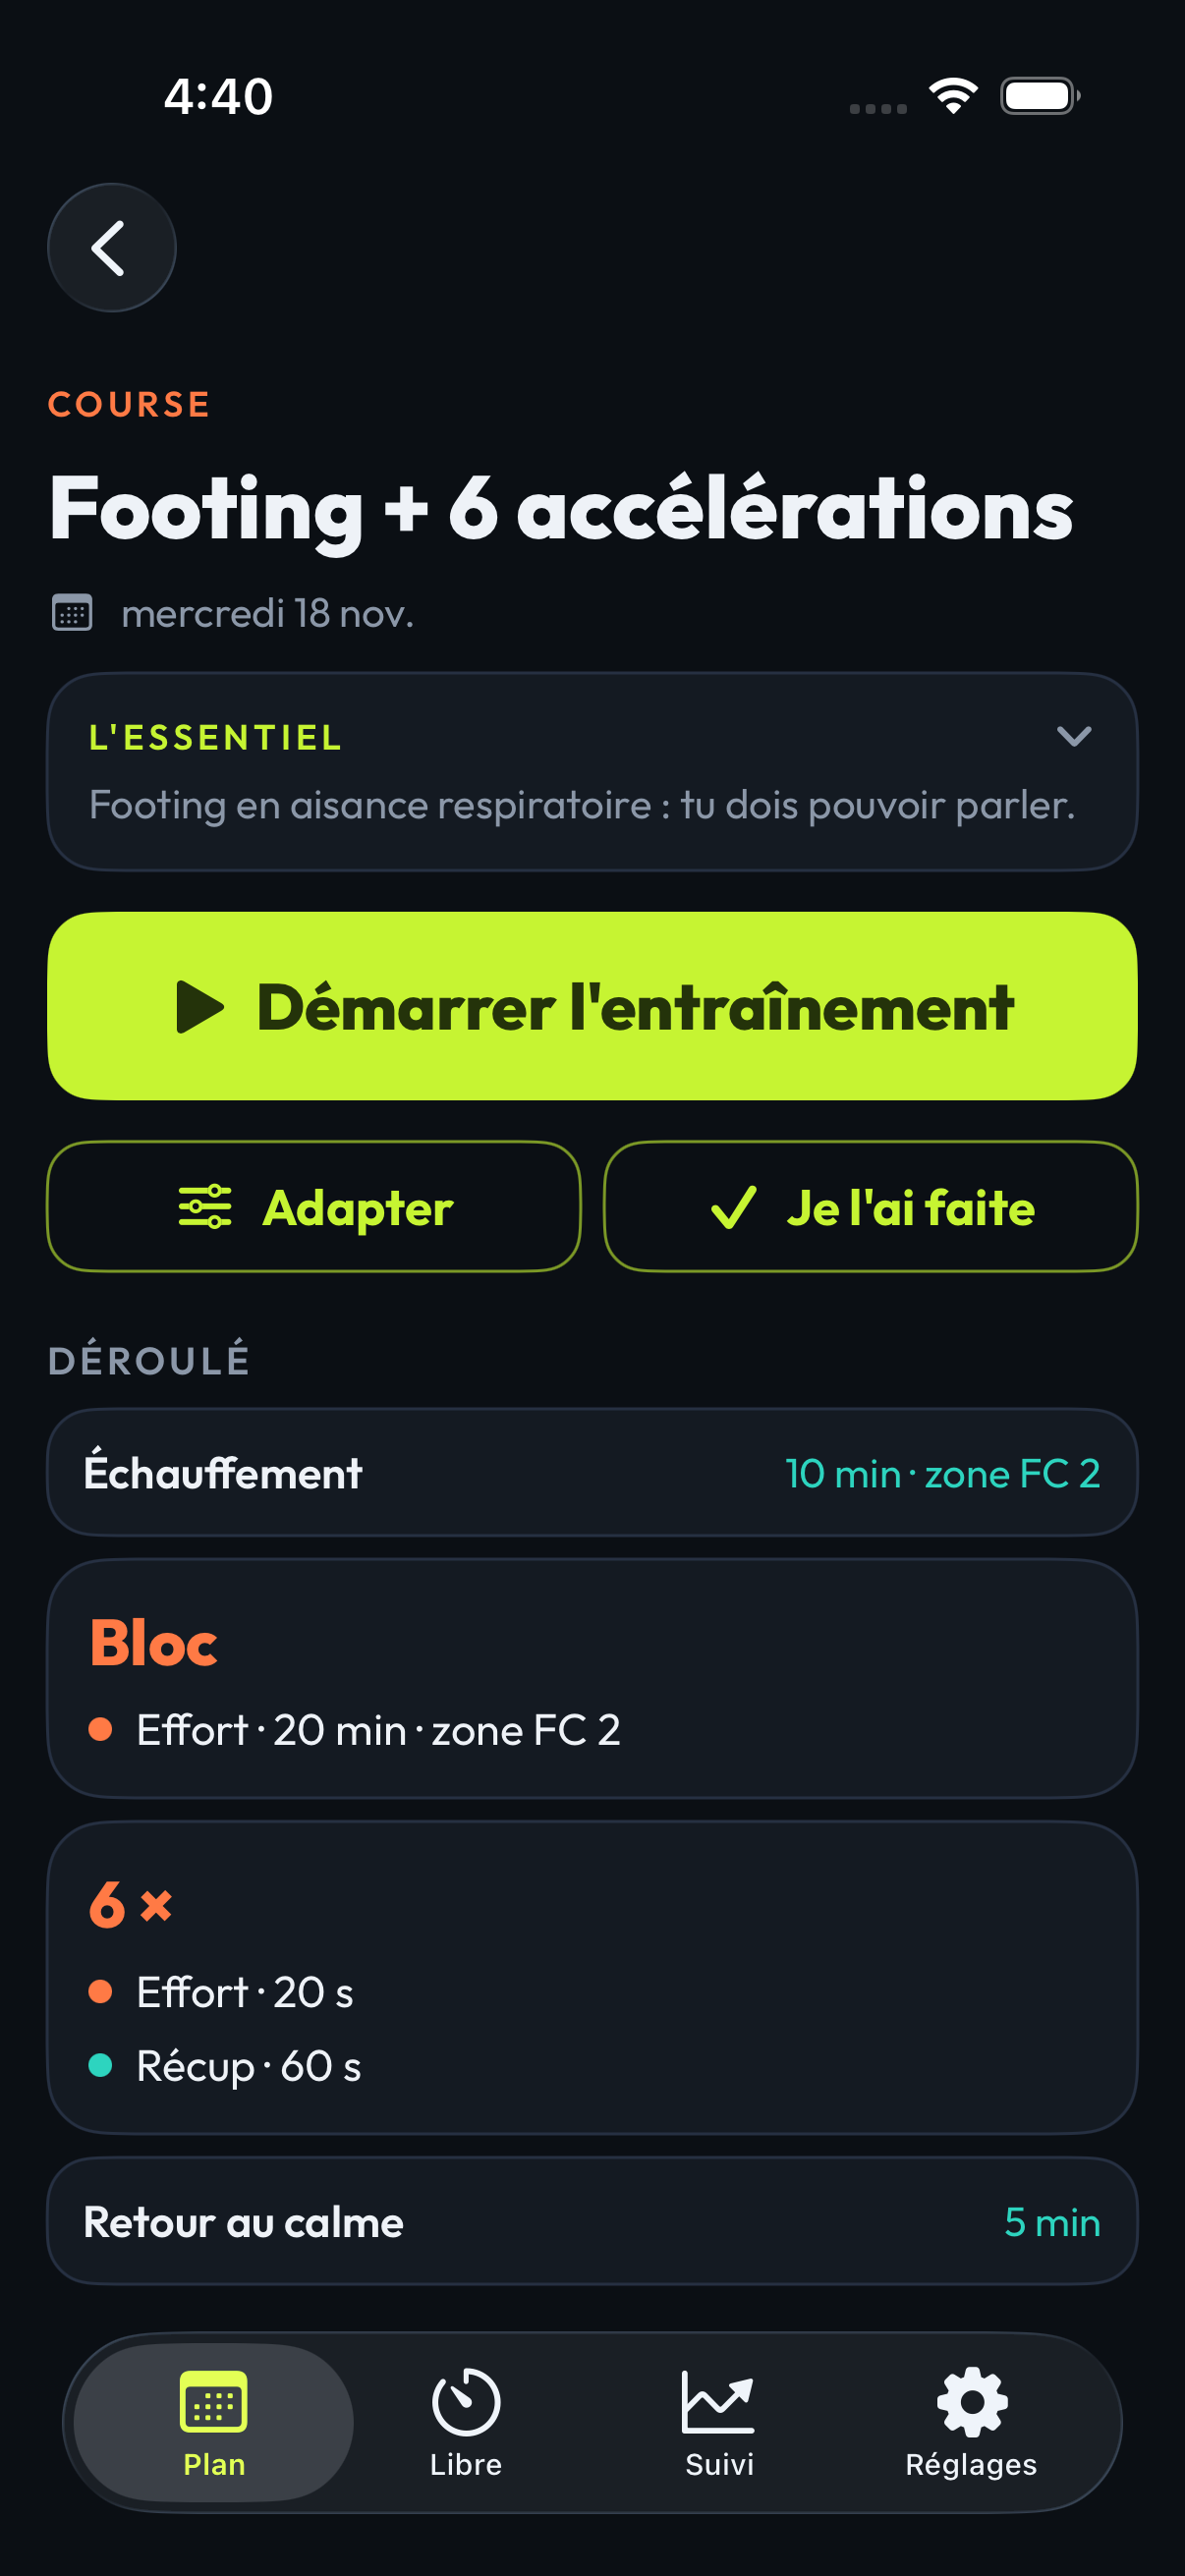 4:40
COURSE
Footing + 6 accélérations
mercredi 18 nov.
L'ESSENTIEL
Footing en aisance respiratoire : tu dois pouvoir parler.
Démarrer l'entraînement
Adapter
Je l'ai faite
DÉROULÉ
Échauffement
10 min · zone FC 2
Bloc
Effort · 20 min · zone FC 2
6 ×
Effort · 20 s
Récup · 60 s
Retour au calme
5 min
Plan
Libre
Suivi
Réglages